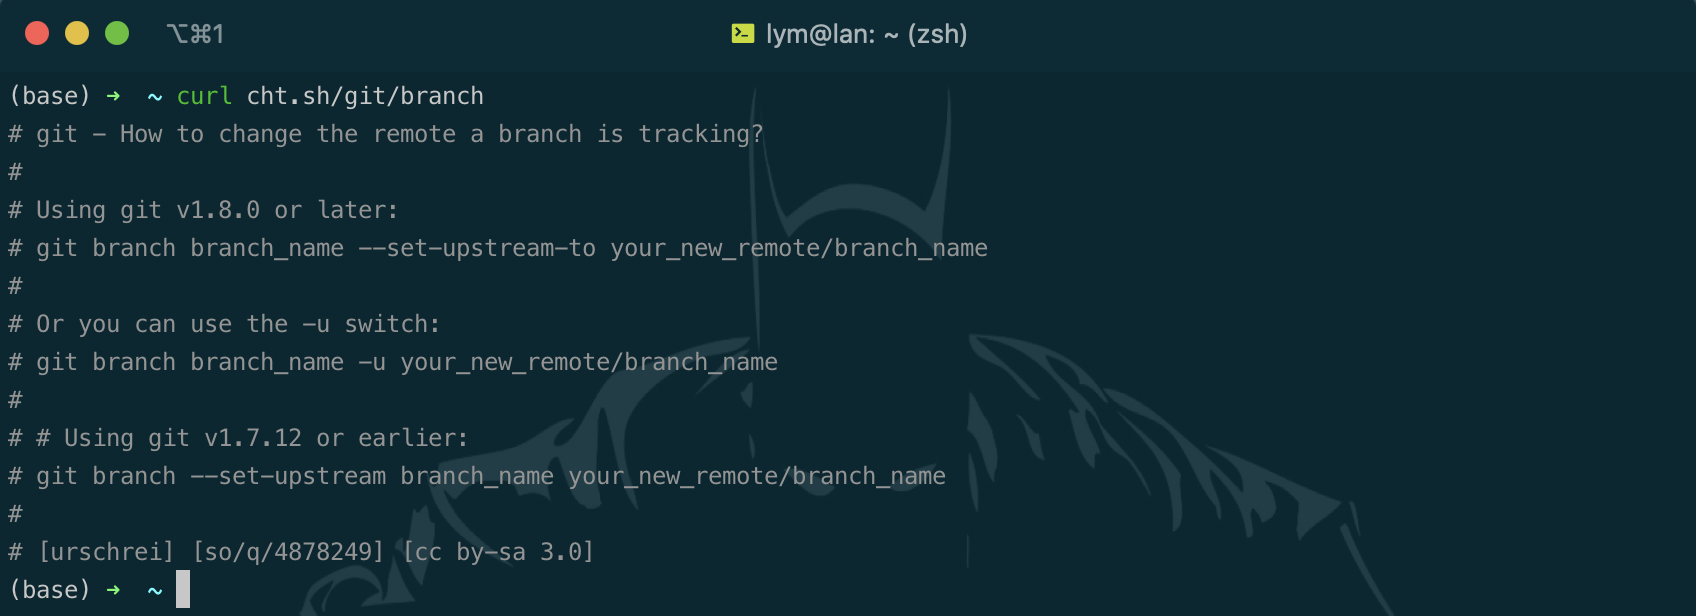 ⌥⌘1
lym@lan: ~ (zsh)
(base) ➜  ~ curl cht.sh/git/branch
# git - How to change the remote a branch is tracking?
#
# Using git v1.8.0 or later:
# git branch branch_name --set-upstream-to your_new_remote/branch_name
#
# Or you can use the -u switch:
# git branch branch_name -u your_new_remote/branch_name
#
# # Using git v1.7.12 or earlier:
# git branch --set-upstream branch_name your_new_remote/branch_name
#
# [urschrei] [so/q/4878249] [cc by-sa 3.0]
(base) ➜  ~